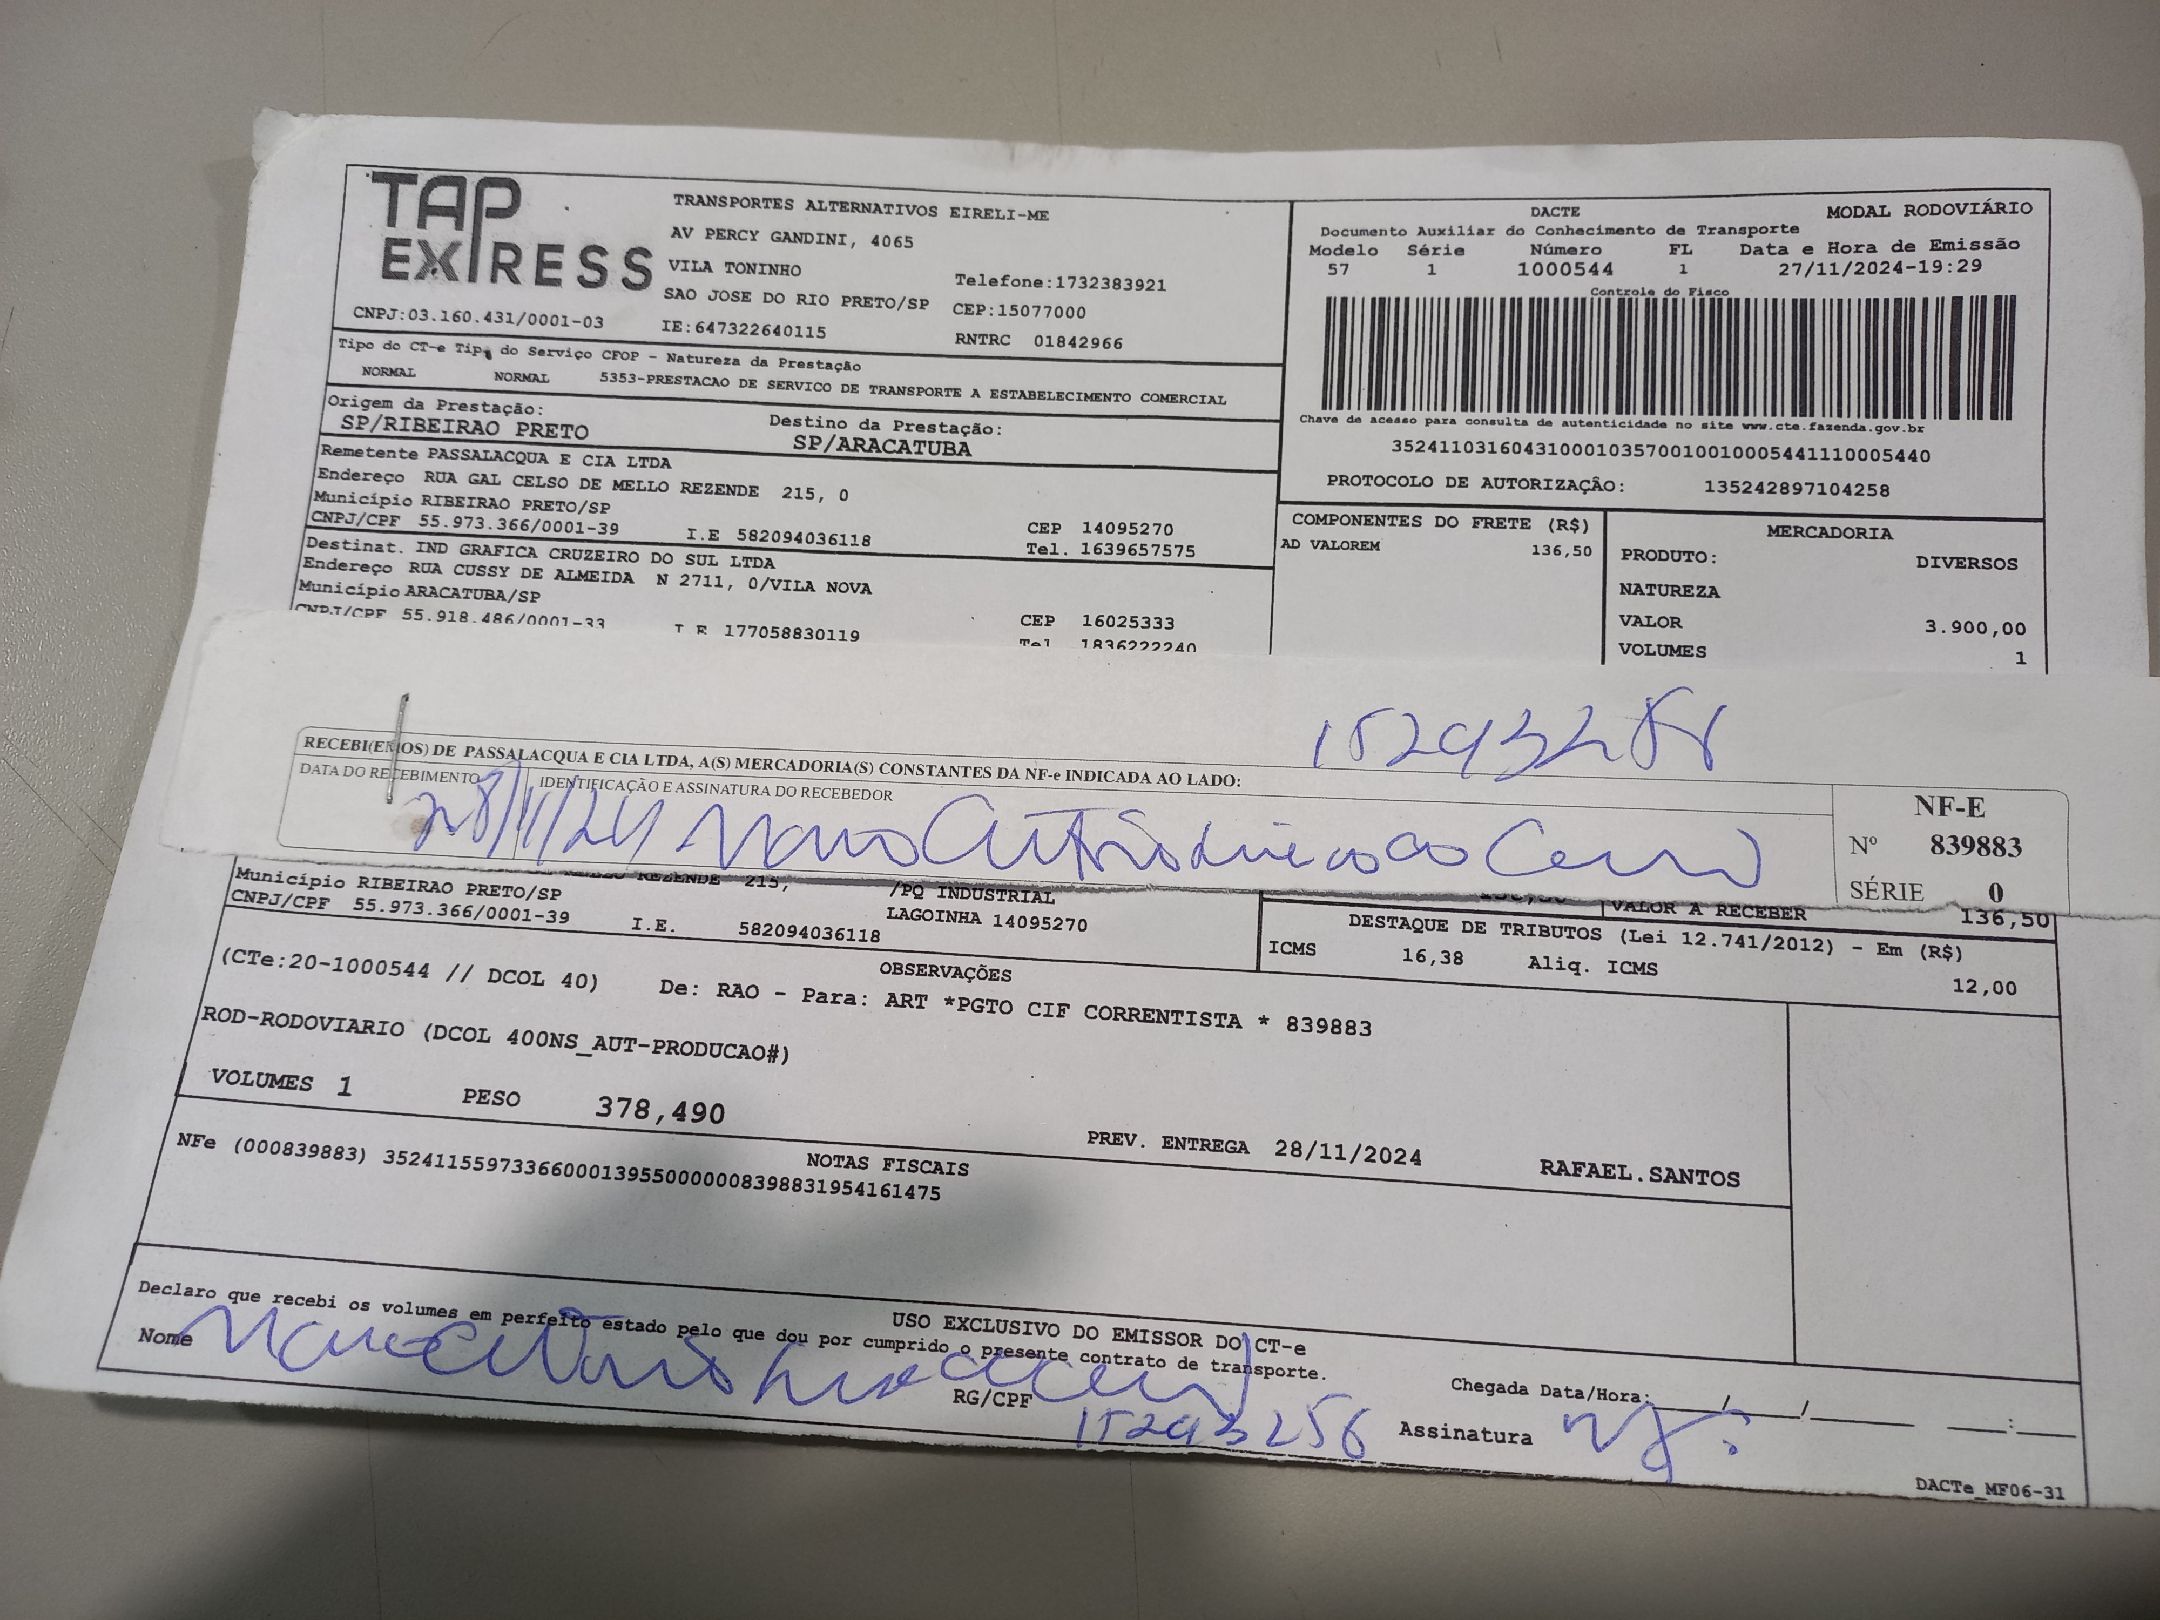 TAP EXPRESS
TRANSPORTES ALTERNATIVOS EIRELI-ME
AV PERCY GANDINI, 4065
VILA TONINHO
SAO JOSE DO RIO PRETO/SP
Telefone:1732383921
CEP:15077000
CNPJ:03.160.431/0001-03
IE:647322640115
RNTRC 01842966
DACTE
MODAL RODOVIÁRIO
Documento Auxiliar do Conhecimento de Transporte
Modelo Série Número FL Data e Hora de Emissão
57 1 1000544 1 27/11/2024-19:29
Controle do Fisco
Chave de acesso para consulta de autenticidade no site www.cte.fazenda.gov.br
35241103160431000103570010010005441110005440
PROTOCOLO DE AUTORIZAÇÃO: 135242897104258
Tipo do CT-e Tipo do Serviço CFOP - Natureza da Prestação
NORMAL NORMAL 5353-PRESTACAO DE SERVICO DE TRANSPORTE A ESTABELECIMENTO COMERCIAL
Origem da Prestação: Destino da Prestação:
SP/RIBEIRAO PRETO SP/ARACATUBA
Remetente PASSALACQUA E CIA LTDA
Endereço RUA GAL CELSO DE MELLO REZENDE 215, 0
Município RIBEIRAO PRETO/SP
CEP 14095270
CNPJ/CPF 55.973.366/0001-39 I.E 582094036118
Tel. 1639657575
Destinat. IND GRAFICA CRUZEIRO DO SUL LTDA
Endereço RUA CUSSY DE ALMEIDA N 2711, 0/VILA NOVA
Município ARACATUBA/SP
CEP 16025333
CNPJ/CPF 55.918.486/0001-33 I E 177058830119
Tel 1836222240
COMPONENTES DO FRETE (R$)
AD VALOREM 136,50
MERCADORIA
PRODUTO: DIVERSOS
NATUREZA
VALOR 3.900,00
VOLUMES 1
RECEBI(EMOS) DE PASSALACQUA E CIA LTDA, A(S) MERCADORIA(S) CONSTANTES DA NF-e INDICADA AO LADO:
DATA DO RECEBIMENTO IDENTIFICAÇÃO E ASSINATURA DO RECEBEDOR
28/11/24
NF-E
Nº 839883
SÉRIE 0
REZENDE 215, /PQ INDUSTRIAL
Município RIBEIRAO PRETO/SP LAGOINHA 14095270
CNPJ/CPF 55.973.366/0001-39 I.E. 582094036118
VALOR A RECEBER 136,50
DESTAQUE DE TRIBUTOS (Lei 12.741/2012) - Em (R$)
ICMS 16,38 Aliq. ICMS 12,00
OBSERVAÇÕES
(CTe:20-1000544 // DCOL 40) De: RAO - Para: ART *PGTO CIF CORRENTISTA * 839883
ROD-RODOVIARIO (DCOL 400NS_AUT-PRODUCAO#)
VOLUMES 1 PESO 378,490 PREV. ENTREGA 28/11/2024 RAFAEL.SANTOS
NOTAS FISCAIS
NFe (000839883) 35241155973366000139550000008398831954161475
USO EXCLUSIVO DO EMISSOR DO CT-e
Declaro que recebi os volumes em perfeito estado pelo que dou por cumprido o presente contrato de transporte.
Nome
RG/CPF 15293256
Chegada Data/Hora: / / :
Assinatura
DACTe_MF06-31